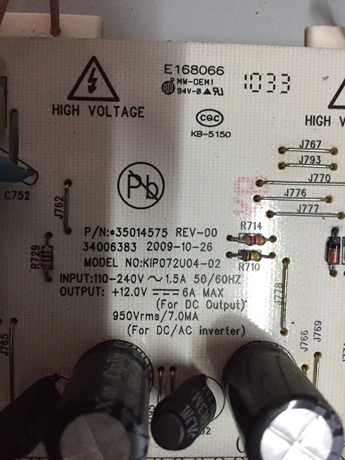 E168066
MW-CEM1
94V-0
1033
HIGH VOLTAGE
HIGH
CQC
KB-5150
J767
J793
J770
J776
J777
Pb
C752
J762
P/N:*35014575 REV-00
R714
34006383 2009-10-26
R729
MODEL NO:KIP072U04-02
R710
INPUT:110-240V ~ 1.5A 50/60HZ
OUTPUT: +12.0V ⎓ 6A MAX
(For DC Output)
950Vrms/7.0MA
(For DC/AC inverter)
J778
J765
J766
J769